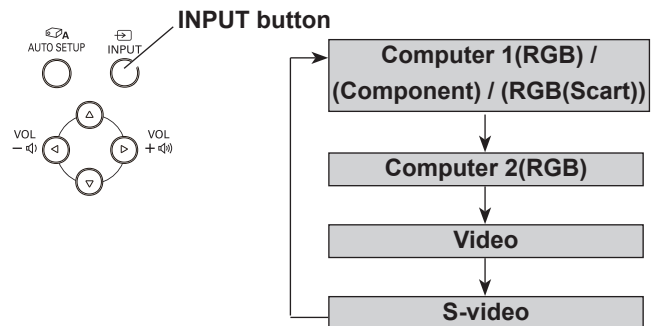 INPUT button
A
AUTO SETUP
INPUT
VOL
−
VOL
+
Computer 1(RGB) /
(Component) / (RGB(Scart))
Computer 2(RGB)
Video
S-video